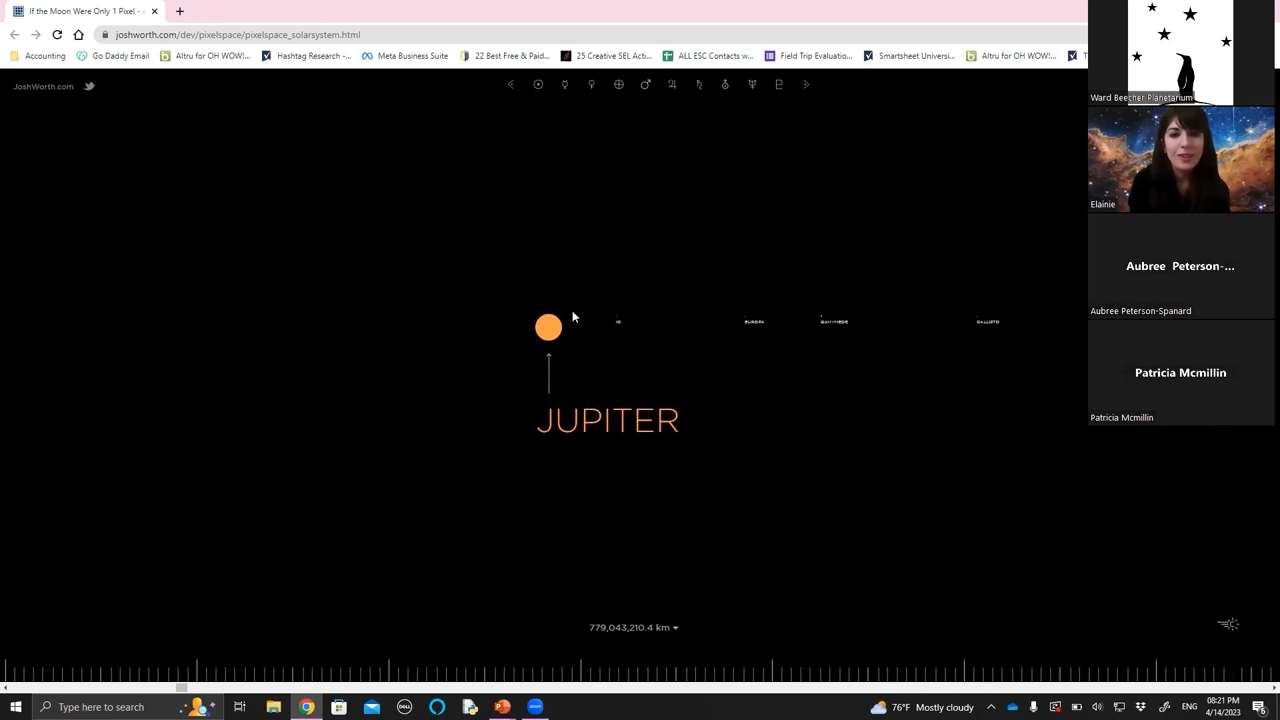 If the Moon Were Only 1 Pixel -
joshworth.com/dev/pixelspace/pixelspace_solarsystem.html
Accounting
Go Daddy Email
Altru for OH WOW!...
Hashtag Research -...
Meta Business Suite
22 Best Free & Paid...
25 Creative SEL Acti...
ALL ESC Contacts w...
Field Trip Evaluatio...
Smartsheet Universi...
Altru for OH WOW!...
JoshWorth.com
IO
EUROPA
GANYMEDE
CALLISTO
JUPITER
779,043,210.4 km
Ward Beecher Planetarium
Elainie
Aubree Peterson-...
Aubree Peterson-Spanard
Patricia Mcmillin
Patricia Mcmillin
Type here to search
DELL
zoom
76°F Mostly cloudy
ENG
08:21 PM
4/14/2023
6